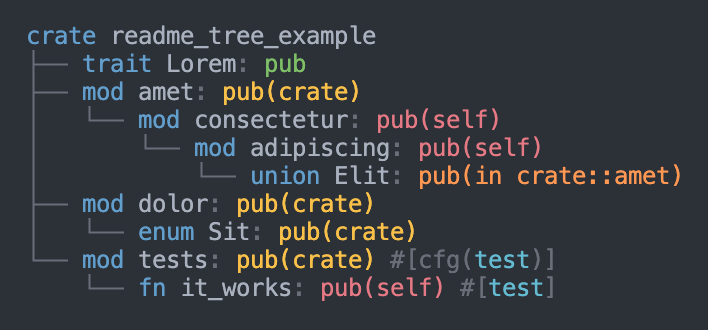 crate readme_tree_example
├── trait Lorem: pub
├── mod amet: pub(crate)
│   └── mod consectetur: pub(self)
│       └── mod adipiscing: pub(self)
│           └── union Elit: pub(in crate::amet)
├── mod dolor: pub(crate)
│   └── enum Sit: pub(crate)
└── mod tests: pub(crate) #[cfg(test)]
    └── fn it_works: pub(self) #[test]